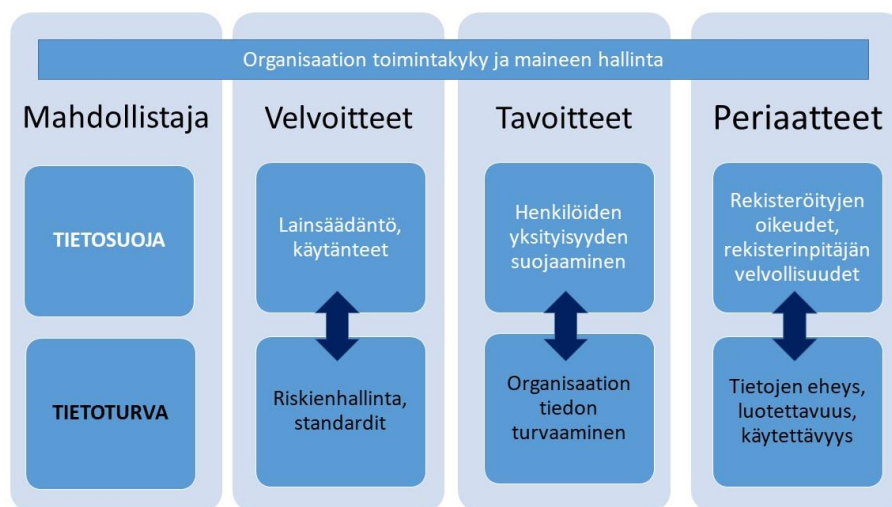 Organisaation toimintakyky ja maineen hallinta
Mahdollistaja
Velvoitteet
Tavoitteet
Periaatteet
TIETOSUOJA
Lainsäädäntö,
käytänteet
Henkilöiden
yksityisyyden
suojaaminen
Rekisteröityjen
oikeudet,
rekisterinpitäjän
velvollisuudet
TIETOTURVA
Riskienhallinta,
standardit
Organisaation
tiedon
turvaaminen
Tietojen eheys,
luotettavuus,
käytettävyys